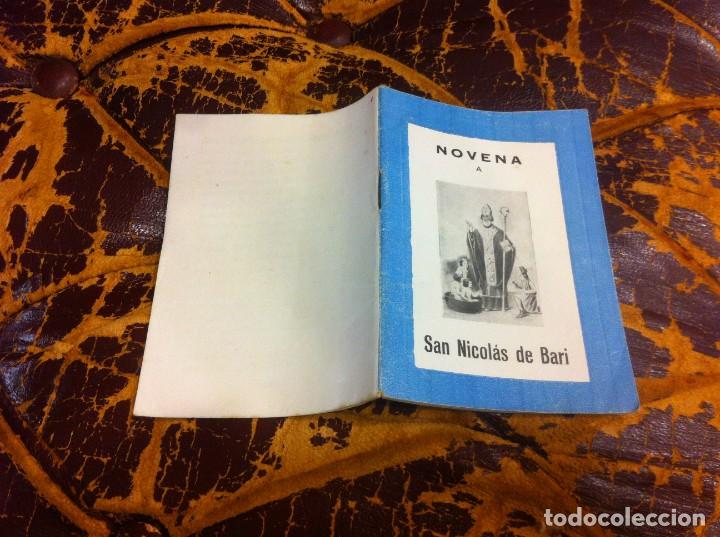 NOVENA
A
San Nicolás de Bari
todocoleccion